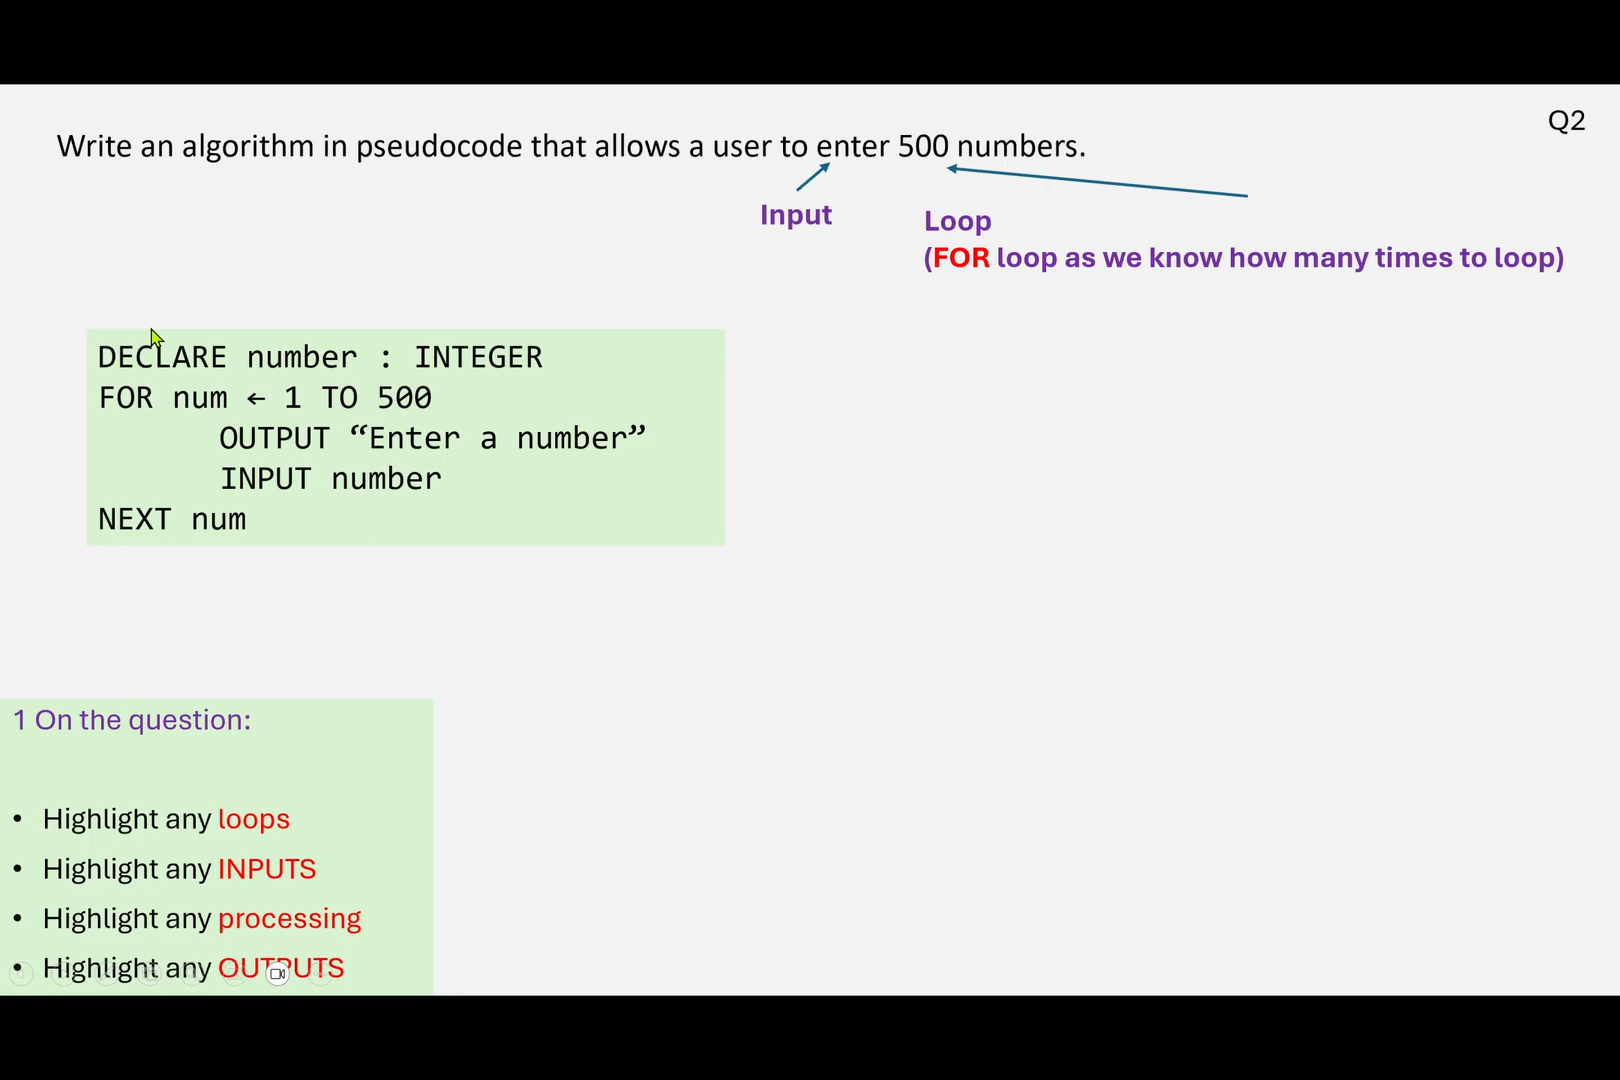 Q2
Write an algorithm in pseudocode that allows a user to enter 500 numbers.
Input
Loop
(FOR loop as we know how many times to loop)
DECLARE number : INTEGER
FOR num ← 1 TO 500
OUTPUT “Enter a number”
INPUT number
NEXT num
1 On the question:
• Highlight any loops
• Highlight any INPUTS
• Highlight any processing
• Highlight any OUTPUTS